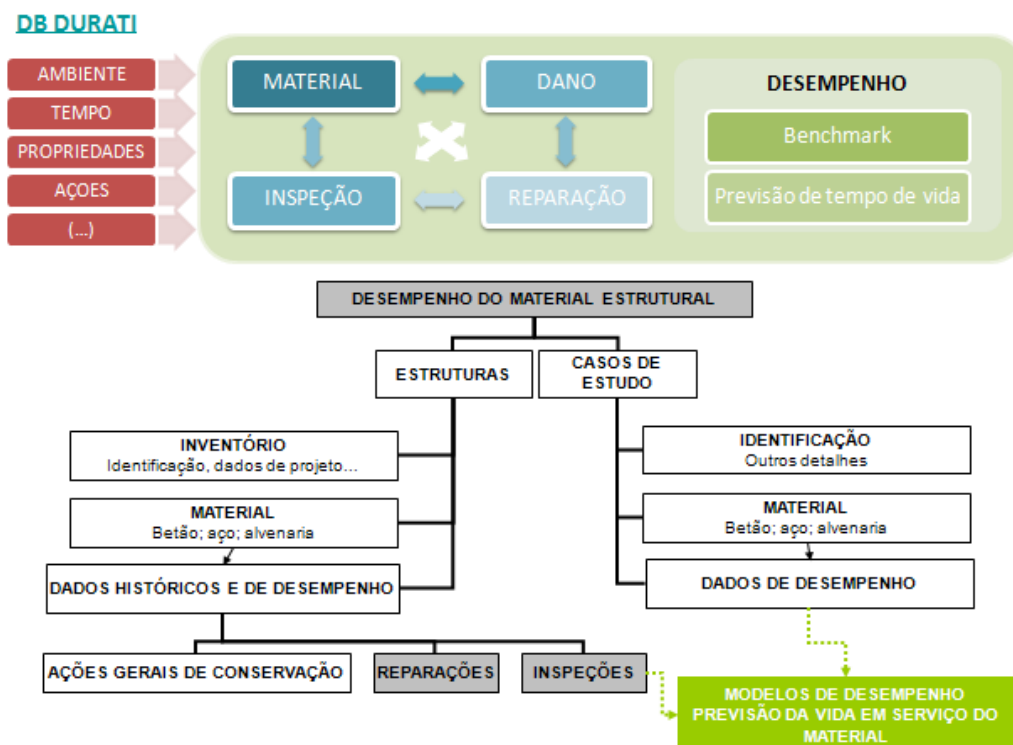 DB DURATI
AMBIENTE
TEMPO
PROPRIEDADES
AÇOES
(...)
MATERIAL
DANO
INSPEÇÃO
REPARAÇÃO
DESEMPENHO
Benchmark
Previsão de tempo de vida
DESEMPENHO DO MATERIAL ESTRUTURAL
ESTRUTURAS
CASOS DE
ESTUDO
INVENTÓRIO
Identificação, dados de projeto...
MATERIAL
Betão; aço; alvenaria
DADOS HISTÓRICOS E DE DESEMPENHO
IDENTIFICAÇÃO
Outros detalhes
MATERIAL
Betão; aço; alvenaria
DADOS DE DESEMPENHO
AÇÕES GERAIS DE CONSERVAÇÃO
REPARAÇÕES
INSPEÇÕES
MODELOS DE DESEMPENHO
PREVISÃO DA VIDA EM SERVIÇO DO
MATERIAL